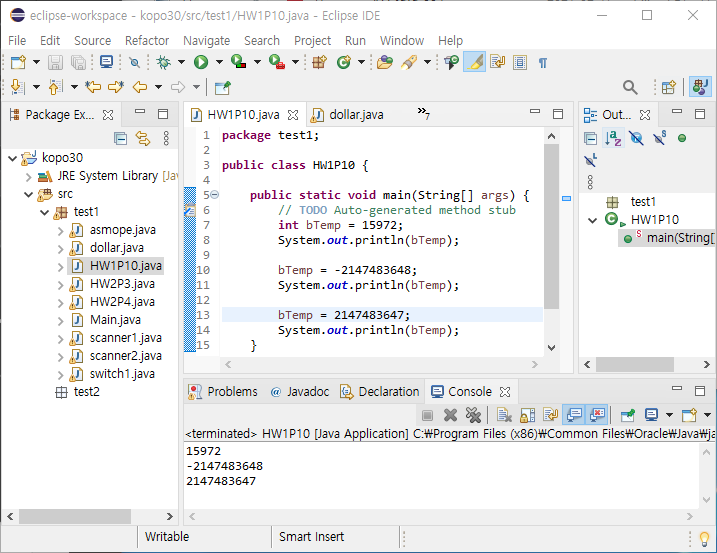 eclipse-workspace - kopo30/src/test1/HW1P10.java - Eclipse IDE
File Edit Source Refactor Navigate Search Project Run Window Help
Package Ex...
kopo30
JRE System Library [Jav
src
test1
asmope.java
dollar.java
HW1P10.java
HW2P3.java
HW2P4.java
Main.java
scanner1.java
scanner2.java
switch1.java
test2
HW1P10.java dollar.java »7
1 package test1;
2
3 public class HW1P10 {
4
5 public static void main(String[] args) {
6 // TODO Auto-generated method stub
7 int bTemp = 15972;
8 System.out.println(bTemp);
9
10 bTemp = -2147483648;
11 System.out.println(bTemp);
12
13 bTemp = 2147483647;
14 System.out.println(bTemp);
15 }
Out...
test1
HW1P10
main(String[
Problems @ Javadoc Declaration Console
<terminated> HW1P10 [Java Application] C:₩Program Files (x86)₩Common Files₩Oracle₩Java₩ja
15972
-2147483648
2147483647
Writable Smart Insert